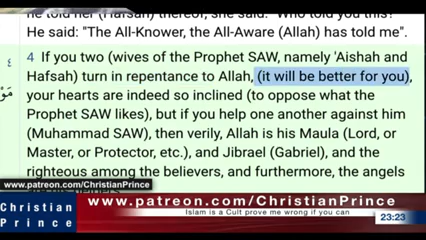 he told her (Hafsah) thereof, she said: "Who told you this?"
He said: "The All-Knower, the All-Aware (Allah) has told me".
٤
4 If you two (wives of the Prophet SAW, namely 'Aishah and
Hafsah) turn in repentance to Allah, (it will be better for you),
your hearts are indeed so inclined (to oppose what the
Prophet SAW likes), but if you help one another against him
(Muhammad SAW), then verily, Allah is his Maula (Lord, or
Master, or Protector, etc.), and Jibrael (Gabriel), and the
righteous among the believers, and furthermore, the angels
www.patreon.com/ChristianPrince
Christian
Prince
www.patreon.com/ChristianPrince
Islam is a Cult prove me wrong if you can
23:23